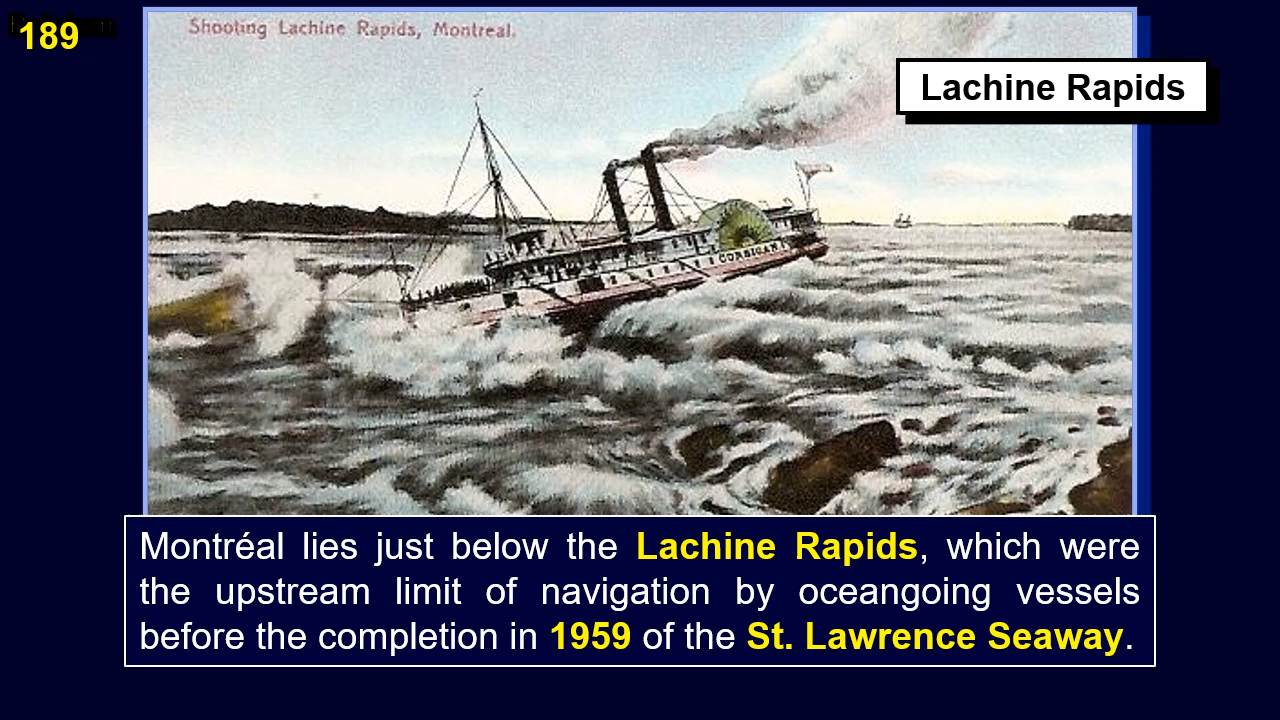 189
Shooting Lachine Rapids, Montreal.
Lachine Rapids
CORSICAN
Montréal lies just below the Lachine Rapids, which were
the upstream limit of navigation by oceangoing vessels
before the completion in 1959 of the St. Lawrence Seaway.